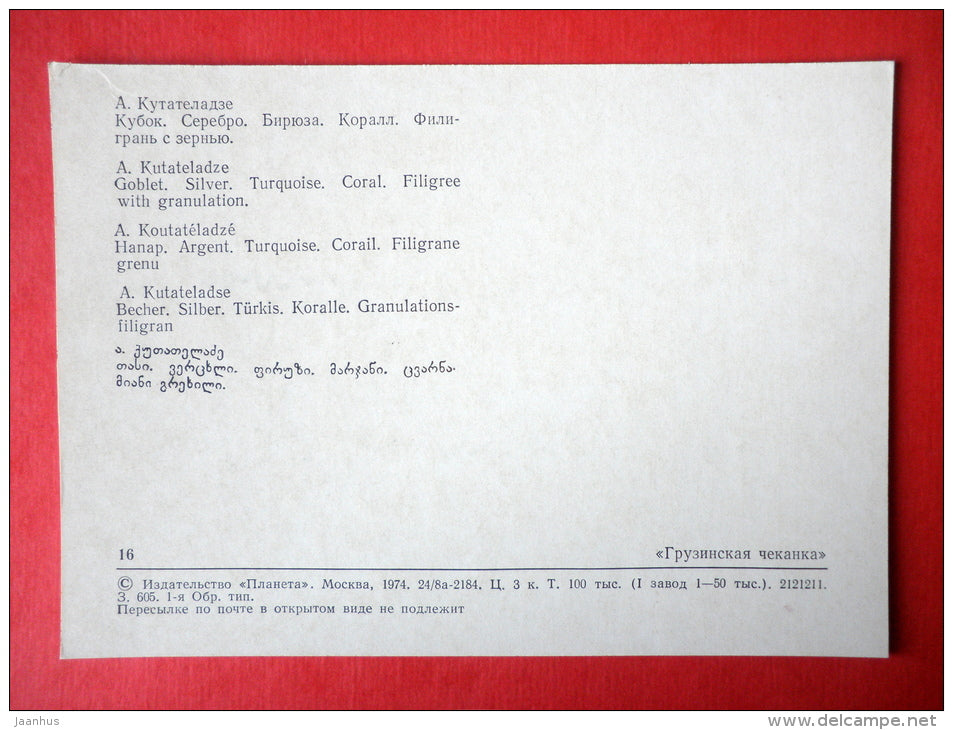 А. Кутателадзе
Кубок. Серебро. Бирюза. Коралл. Фили-
грань с зернью.
A. Kutateladze
Goblet. Silver. Turquoise. Coral. Filigree
with granulation.
A. Koutatéladzé
Hanap. Argent. Turquoise. Corail. Filigrane
grenu
A. Kutateladse
Becher. Silber. Türkis. Koralle. Granulations-
filigran
ა. ქუთათელაძე
თასი. ვერცხლი. ფირუზი. მარჯანი. ცვარნა-
მიანი გრეხილი.
16 «Грузинская чеканка»
© Издательство «Планета». Москва, 1974. 24/8а-2184. Ц. 3 к. Т. 100 тыс. (I завод 1—50 тыс.). 2121211.
З. 605. 1-я Обр. тип.
Пересылке по почте в открытом виде не подлежит
jaanhus
delcampe.net